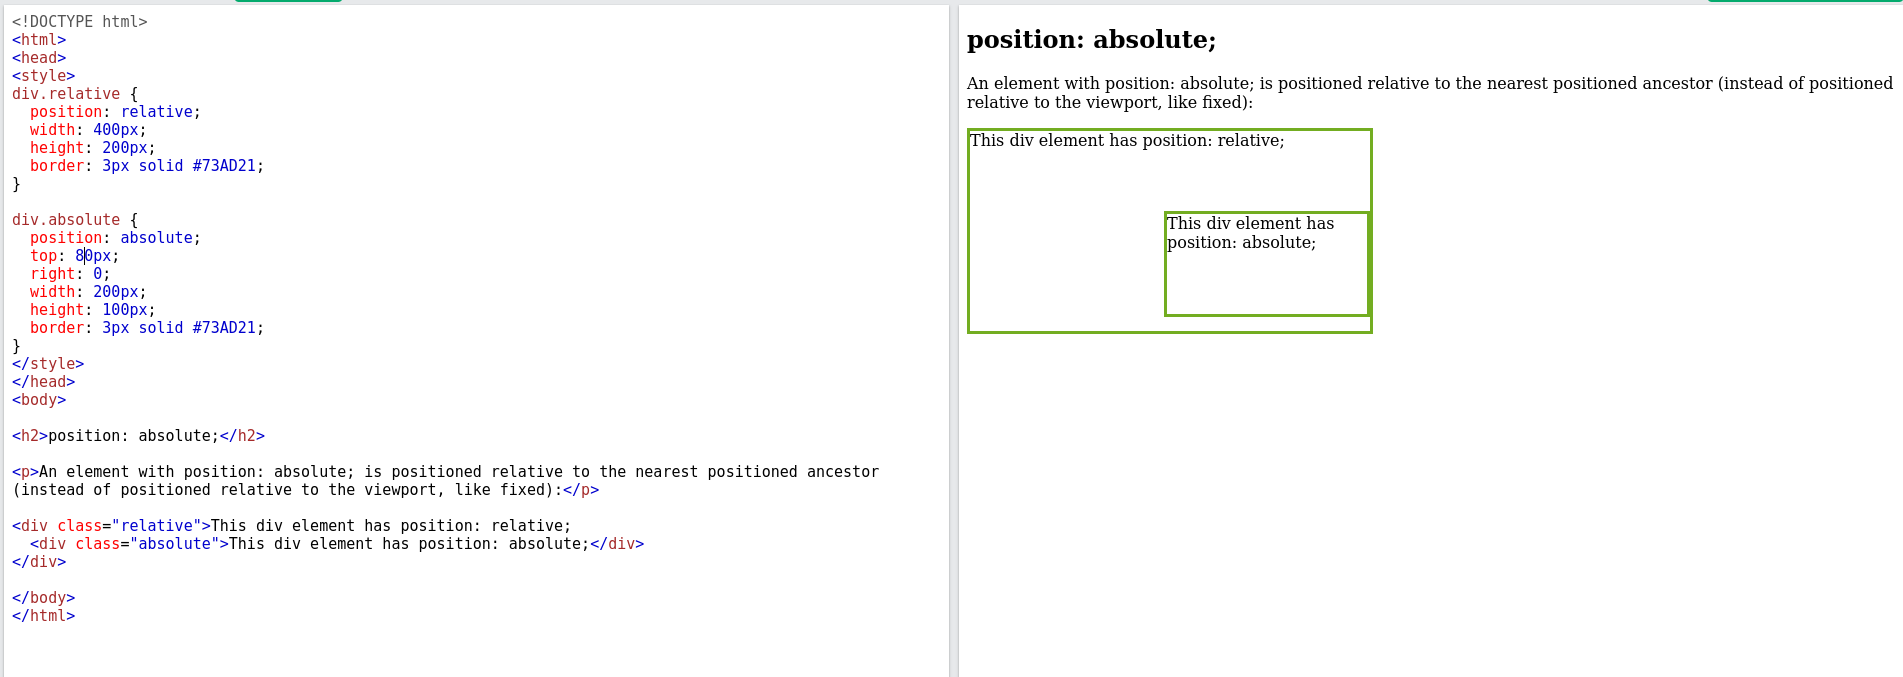 <!DOCTYPE html>
<html>
<head>
<style>
div.relative {
  position: relative;
  width: 400px;
  height: 200px;
  border: 3px solid #73AD21;
}

div.absolute {
  position: absolute;
  top: 80px;
  right: 0;
  width: 200px;
  height: 100px;
  border: 3px solid #73AD21;
}
</style>
</head>
<body>

<h2>position: absolute;</h2>

<p>An element with position: absolute; is positioned relative to the nearest positioned ancestor
(instead of positioned relative to the viewport, like fixed):</p>

<div class="relative">This div element has position: relative;
  <div class="absolute">This div element has position: absolute;</div>
</div>

</body>
</html>
position: absolute;
An element with position: absolute; is positioned relative to the nearest positioned ancestor (instead of positioned
relative to the viewport, like fixed):
This div element has position: relative;
This div element has
position: absolute;